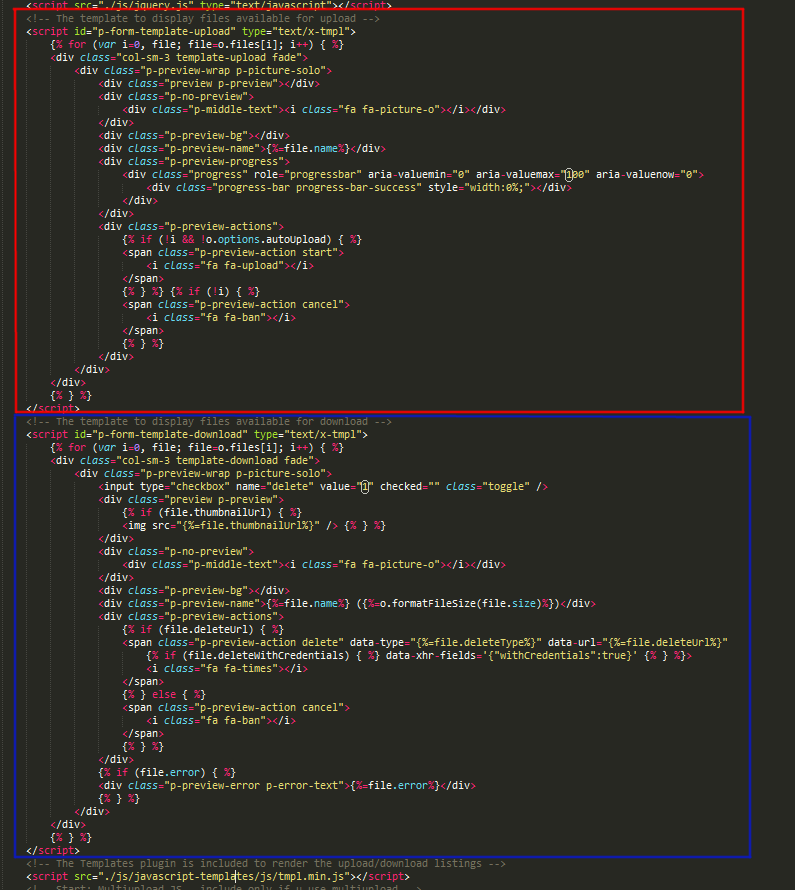 <script src="./js/jquery.js" type="text/javascript"></script>
<!-- The template to display files available for upload -->
<script id="p-form-template-upload" type="text/x-tmpl">
{% for (var i=0, file; file=o.files[i]; i++) { %}
<div class="col-sm-3 template-upload fade">
<div class="p-preview-wrap p-picture-solo">
<div class="preview p-preview"></div>
<div class="p-no-preview">
<div class="p-middle-text"><i class="fa fa-picture-o"></i></div>
</div>
<div class="p-preview-bg"></div>
<div class="p-preview-name">{%=file.name%}</div>
<div class="p-preview-progress">
<div class="progress" role="progressbar" aria-valuemin="0" aria-valuemax="100" aria-valuenow="0">
<div class="progress-bar progress-bar-success" style="width:0%;"></div>
</div>
</div>
<div class="p-preview-actions">
{% if (!i && !o.options.autoUpload) { %}
<span class="p-preview-action start">
<i class="fa fa-upload"></i>
</span>
{% } %} {% if (!i) { %}
<span class="p-preview-action cancel">
<i class="fa fa-ban"></i>
</span>
{% } %}
</div>
</div>
</div>
{% } %}
</script>
<!-- The template to display files available for download -->
<script id="p-form-template-download" type="text/x-tmpl">
{% for (var i=0, file; file=o.files[i]; i++) { %}
<div class="col-sm-3 template-download fade">
<div class="p-preview-wrap p-picture-solo">
<input type="checkbox" name="delete" value="1" checked="" class="toggle" />
<div class="preview p-preview">
{% if (file.thumbnailUrl) { %}
<img src="{%=file.thumbnailUrl%}" /> {% } %}
</div>
<div class="p-no-preview">
<div class="p-middle-text"><i class="fa fa-picture-o"></i></div>
</div>
<div class="p-preview-bg"></div>
<div class="p-preview-name">{%=file.name%} ({%=o.formatFileSize(file.size)%})</div>
<div class="p-preview-actions">
{% if (file.deleteUrl) { %}
<span class="p-preview-action delete" data-type="{%=file.deleteType%}" data-url="{%=file.deleteUrl%}"
{% if (file.deleteWithCredentials) { %} data-xhr-fields='{"withCredentials":true}' {% } %}>
<i class="fa fa-times"></i>
</span>
{% } else { %}
<span class="p-preview-action cancel">
<i class="fa fa-ban"></i>
</span>
{% } %}
</div>
{% if (file.error) { %}
<div class="p-preview-error p-error-text">{%=file.error%}</div>
{% } %}
</div>
</div>
{% } %}
</script>
<!-- The Templates plugin is included to render the upload/download listings -->
<script src="./js/javascript-templates/js/tmpl.min.js"></script>
<!-- Start: Multiupload JS - include only if u use multiupload -->